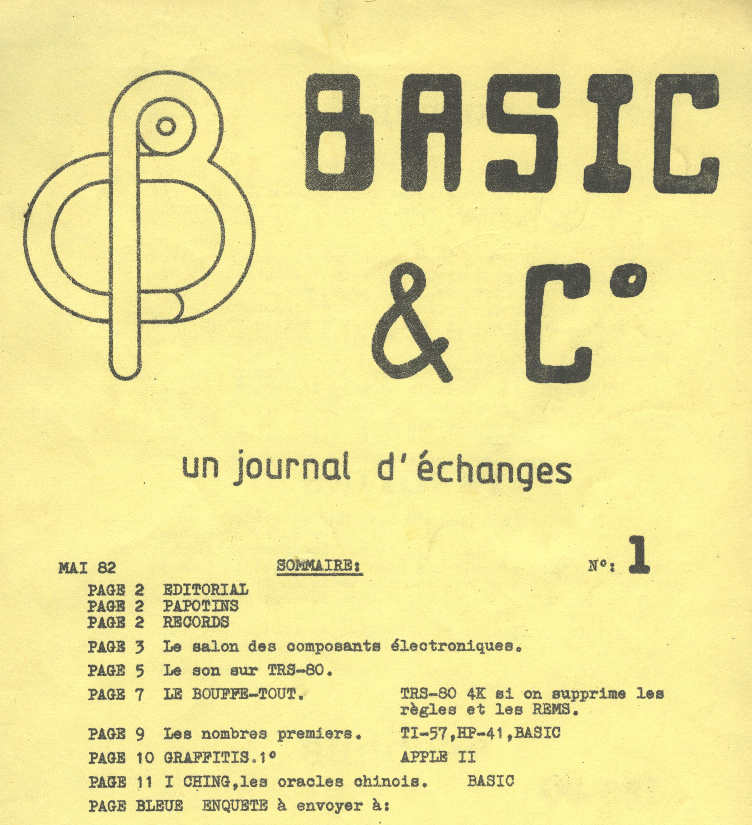 BASIC
& C°
un journal d'échanges
MAI 82 SOMMAIRE: N°: 1
PAGE 2 EDITORIAL
PAGE 2 PAPOTINS
PAGE 2 RECORDS
PAGE 3 Le salon des composants électroniques.
PAGE 5 Le son sur TRS-80.
PAGE 7 LE BOUFFE-TOUT. TRS-80 4K si on supprime les
règles et les REMS.
PAGE 9 Les nombres premiers. TI-57,HP-41,BASIC
PAGE 10 GRAFFITIS.1° APPLE II
PAGE 11 I CHING,les oracles chinois. BASIC
PAGE BLEUE ENQUETE à envoyer à: